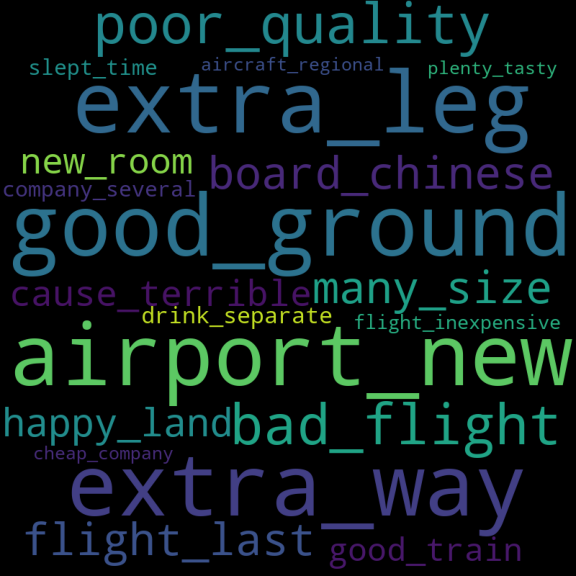 poor_quality
slept_time aircraft_regional plenty_tasty
extra_leg
new_room board_chinese
company_several
good_ground
cause_terrible many_size
drink_separate flight_inexpensive
airport_new
happy_land bad_flight
cheap_company
extra_way
flight_last good_train